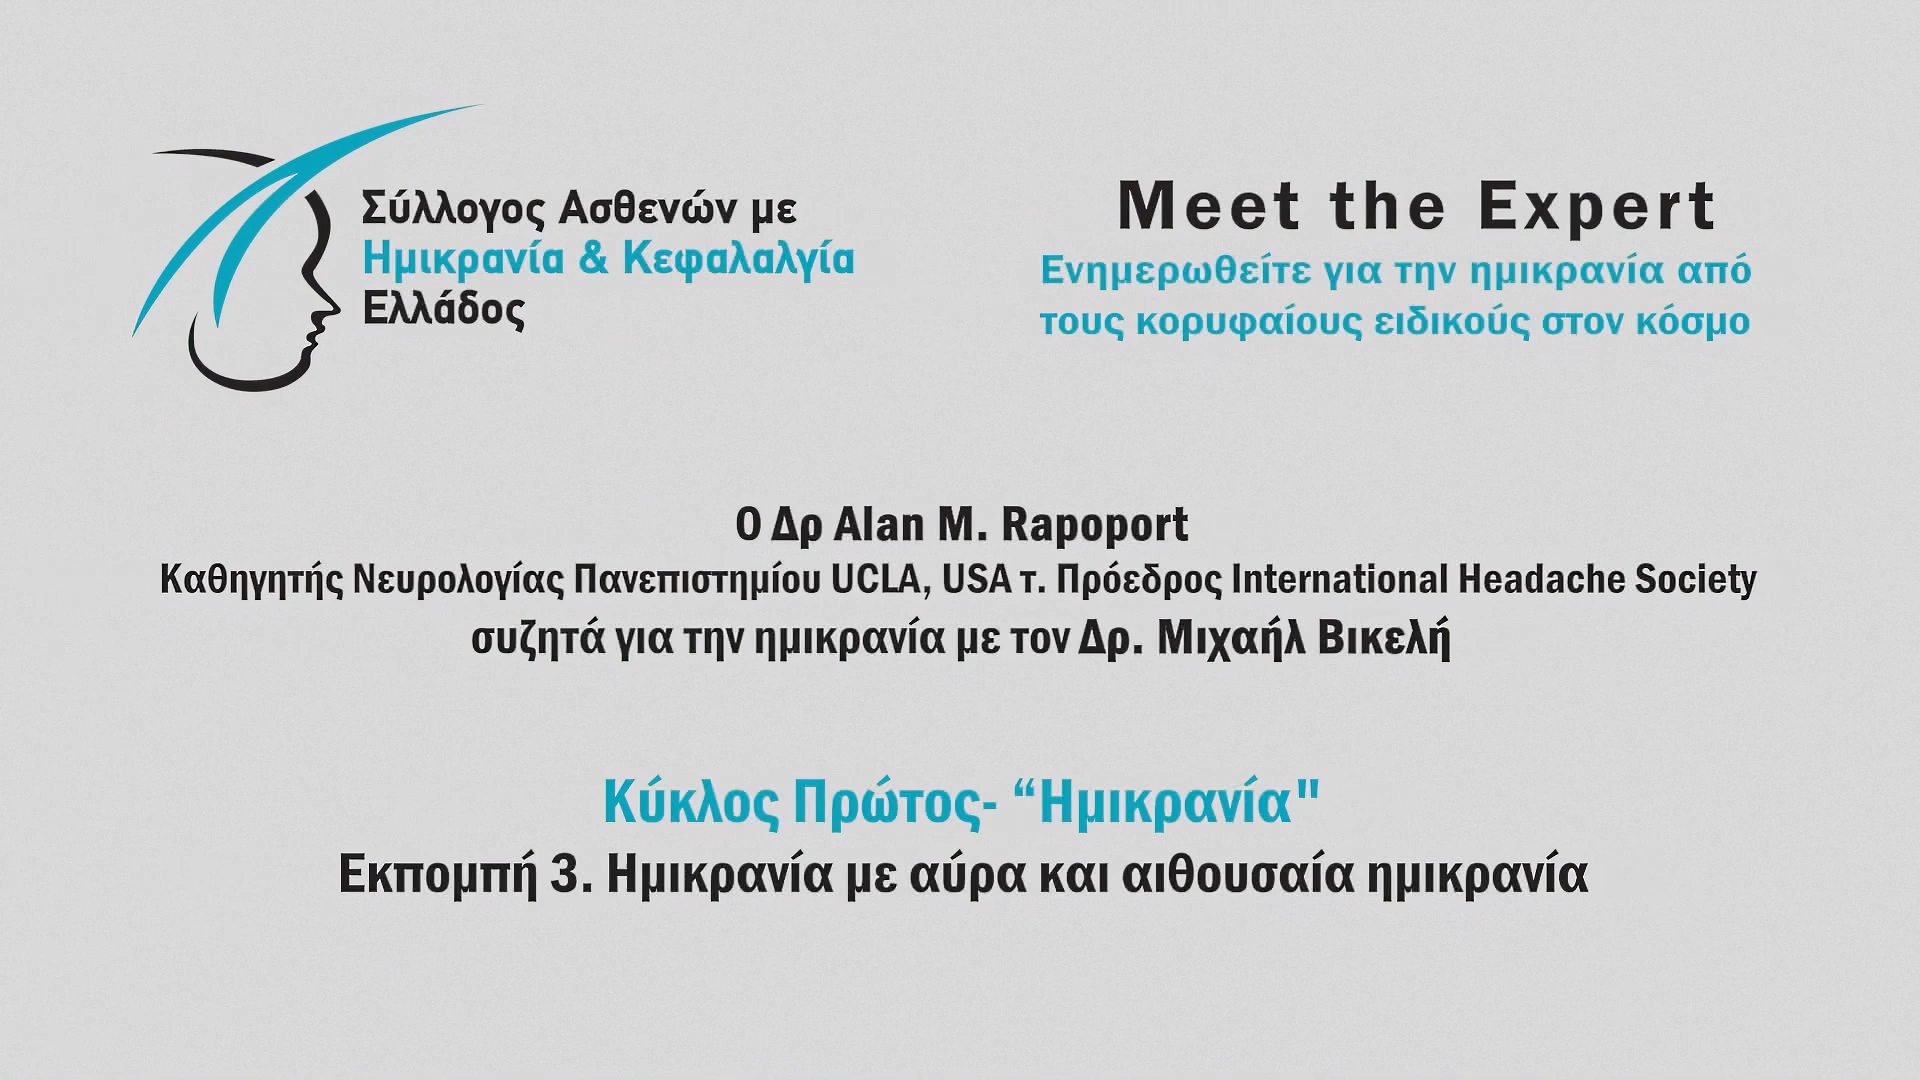 Σύλλογος Ασθενών με
Ημικρανία & Κεφαλαλγία
Ελλάδος
Meet the Expert
Ενημερωθείτε για την ημικρανία από
τους κορυφαίους ειδικούς στον κόσμο
Ο Δρ Alan M. Rapoport
Καθηγητής Νευρολογίας Πανεπιστημίου UCLA, USA τ. Πρόεδρος International Headache Society
συζητά για την ημικρανία με τον Δρ. Μιχαήλ Βικελή
Κύκλος Πρώτος- “Ημικρανία"
Εκπομπή 3. Ημικρανία με αύρα και αιθουσαία ημικρανία